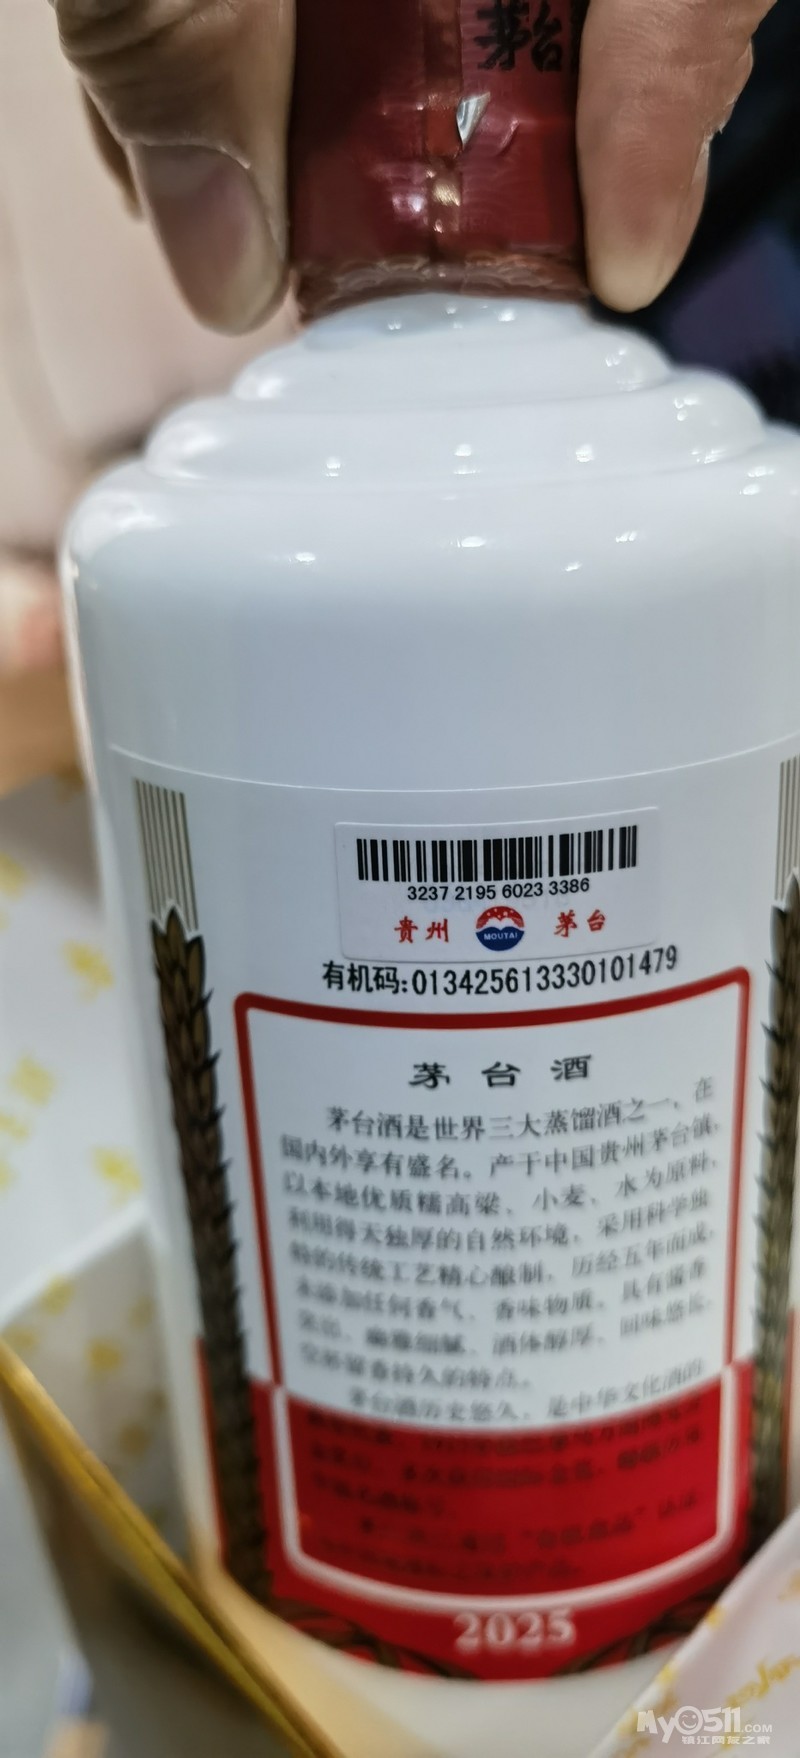 茅台
3237 2195 6023 3386
贵州 MOUTAI 茅台
有机码:013425613330101479
茅台酒
茅台酒是世界三大蒸馏酒之一，在
国内外享有盛名。产于中国贵州茅台镇，
以本地优质糯高粱、小麦、水为原料，
利用得天独厚的自然环境，采用科学独
特的传统工艺精心酿制，历经五年而成，
未添加任何香气、香味物质。具有酱香
突出、幽雅细腻、酒体醇厚、回味悠长、
空杯留香持久的特点。
茅台酒历史悠久，是中华文化酒的
2025
My0511.COM
镇江网友之家